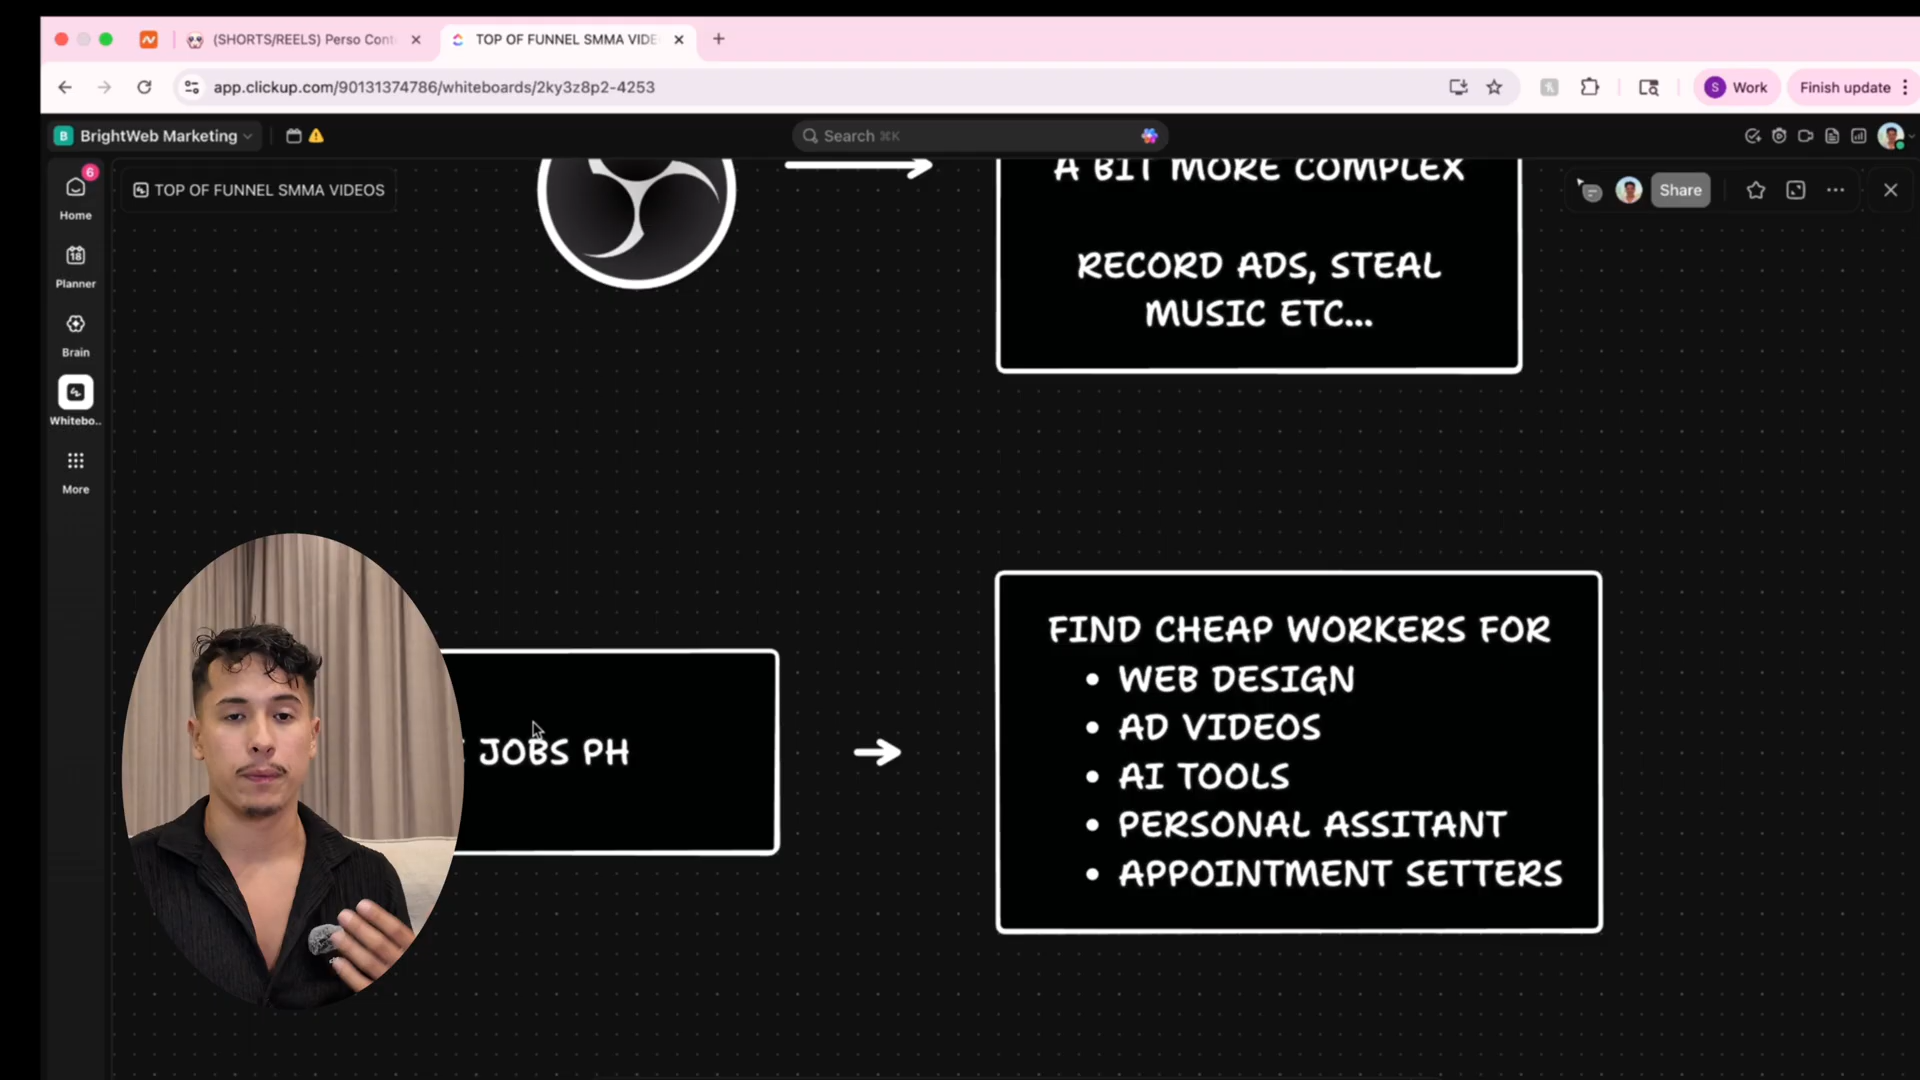 (SHORTS/REELS) Perso Cont
TOP OF FUNNEL SMMA VIDE
app.clickup.com/90131374786/whiteboards/2ky3z8p2-4253
S Work
Finish update
B BrightWeb Marketing
Search ⌘K
6
Home
18
Planner
Brain
Whitebo..
More
TOP OF FUNNEL SMMA VIDEOS
Share
A BIT MORE COMPLEX
RECORD ADS, STEAL
MUSIC ETC...
JOBS PH
FIND CHEAP WORKERS FOR
• WEB DESIGN
• AD VIDEOS
• AI TOOLS
• PERSONAL ASSITANT
• APPOINTMENT SETTERS